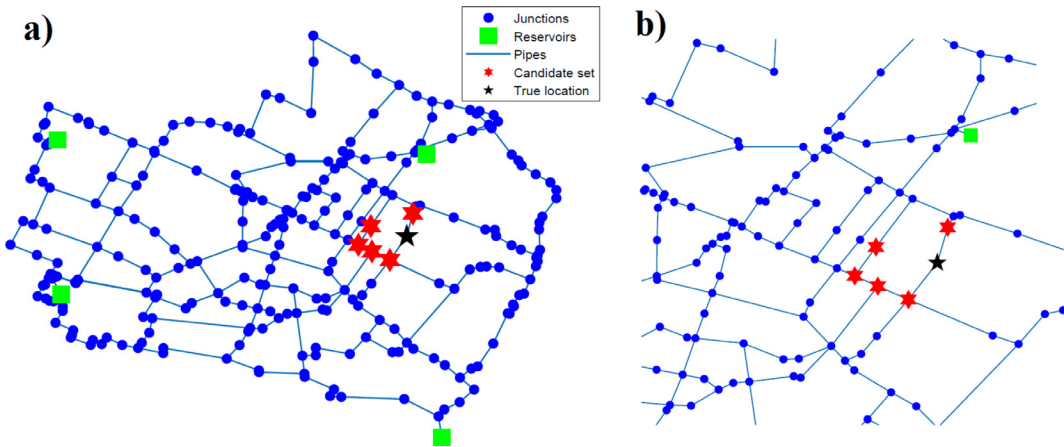 a)
Junctions
Reservoirs
Pipes
Candidate set
True location
b)